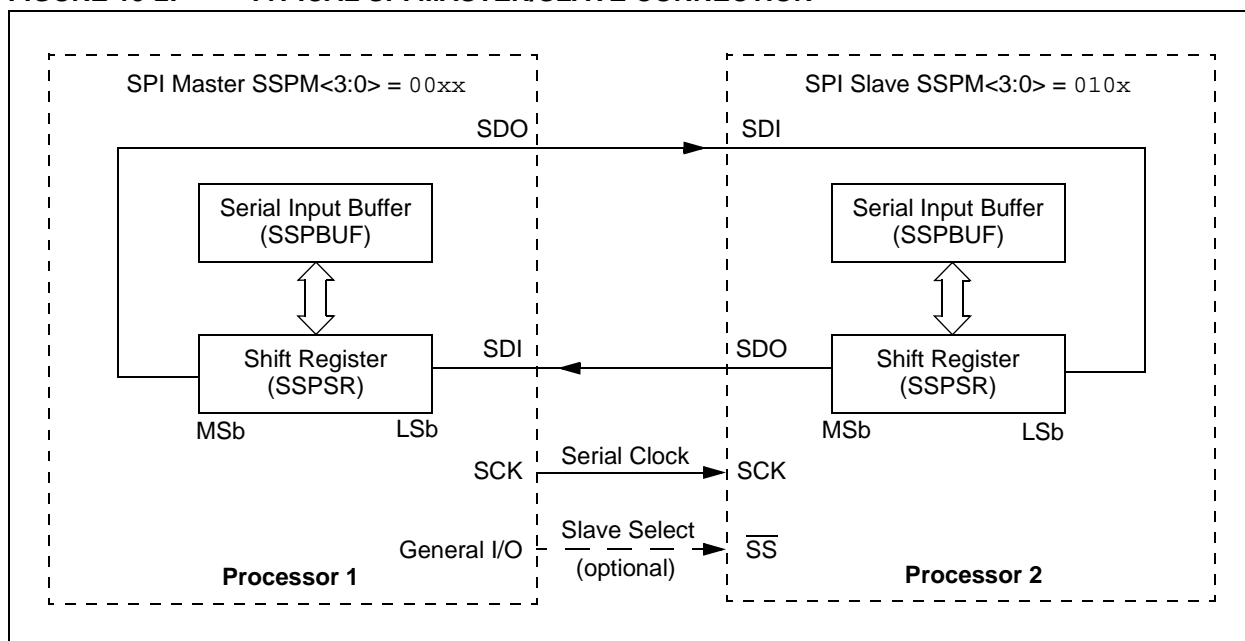 SPI Master SSPM<3:0> = 00xx
SDO
Serial Input Buffer
(SSPBUF)
Shift Register
(SSPSR)
MSb
LSb
SDI
SCK
General I/O
Processor 1
Serial Clock
Slave Select
(optional)
SPI Slave SSPM<3:0> = 010x
SDI
Serial Input Buffer
(SSPBUF)
SDO
Shift Register
(SSPSR)
MSb
LSb
SCK
SS
Processor 2